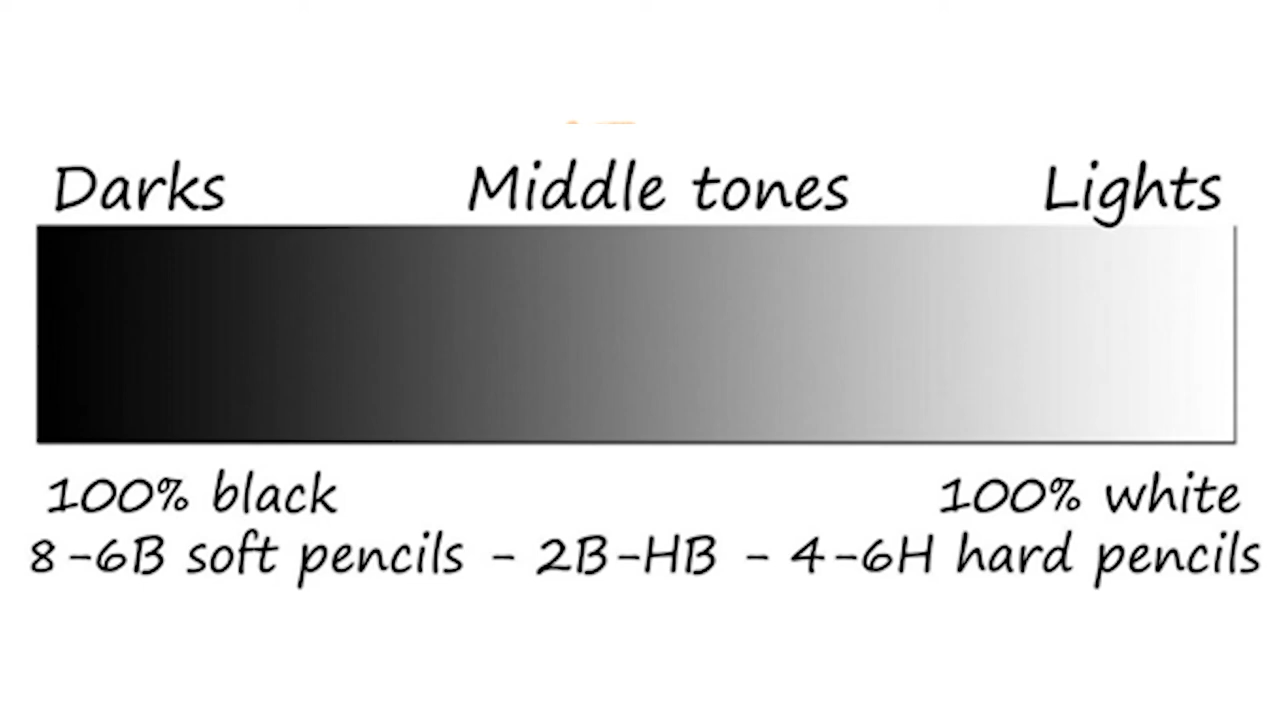 Darks Middle tones Lights
100% black 100% white
8-6B soft pencils - 2B-HB - 4-6H hard pencils